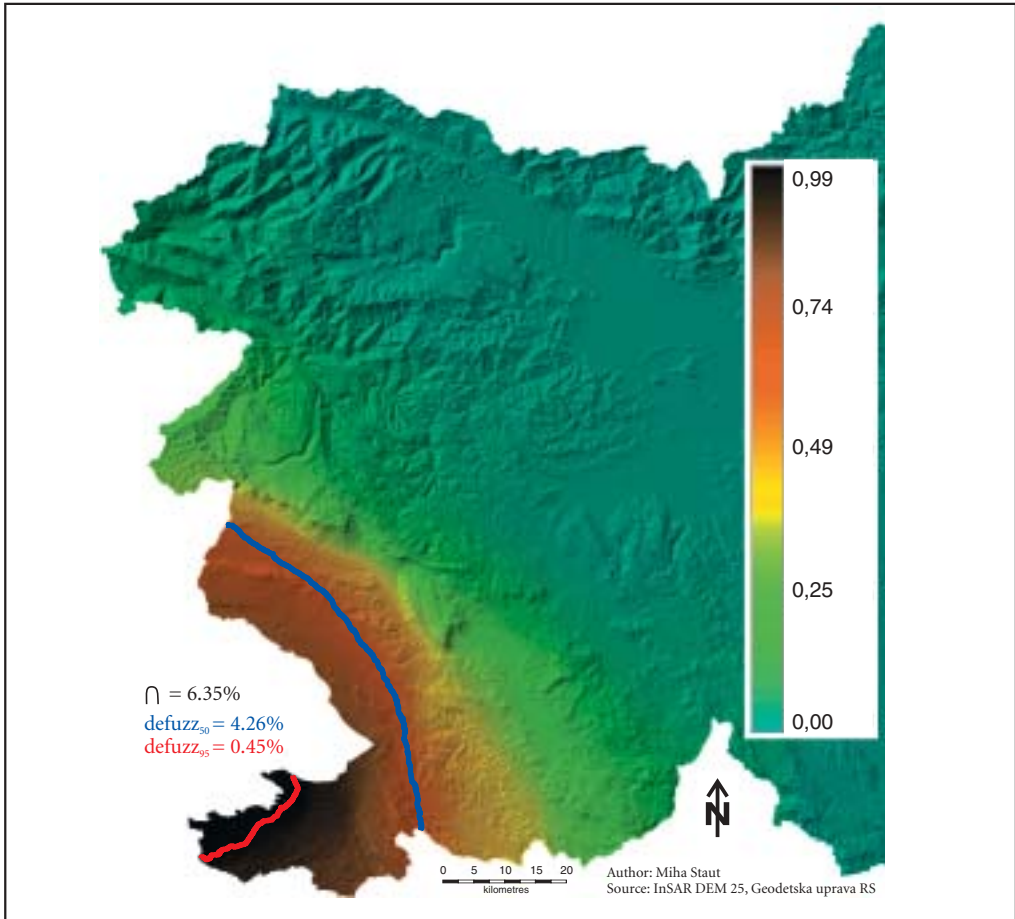 0,99
0,74
0,49
0,25
0,00
⋂ = 6.35%
defuzz₅₀ = 4.26%
defuzz₉₅ = 0.45%
0 5 10 15 20
kilometres
N
Author: Miha Staut
Source: InSAR DEM 25, Geodetska uprava RS